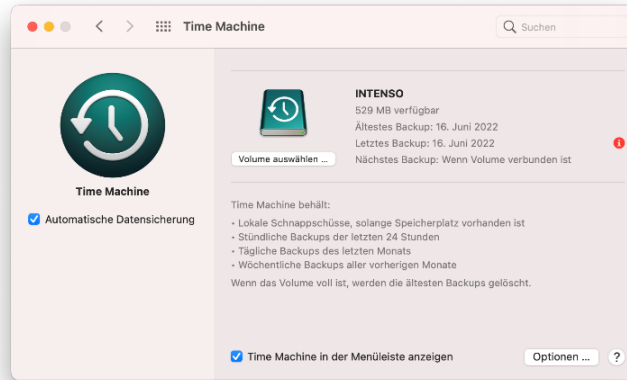 Time Machine
Suchen
INTENSO
529 MB verfügbar
Ältestes Backup: 16. Juni 2022
Letztes Backup: 16. Juni 2022
Nächstes Backup: Wenn Volume verbunden ist
Volume auswählen ...
Time Machine
Automatische Datensicherung
Time Machine behält:
• Lokale Schnappschüsse, solange Speicherplatz vorhanden ist
• Stündliche Backups der letzten 24 Stunden
• Tägliche Backups des letzten Monats
• Wöchentliche Backups aller vorherigen Monate
Wenn das Volume voll ist, werden die ältesten Backups gelöscht.
Time Machine in der Menüleiste anzeigen
Optionen ...
?